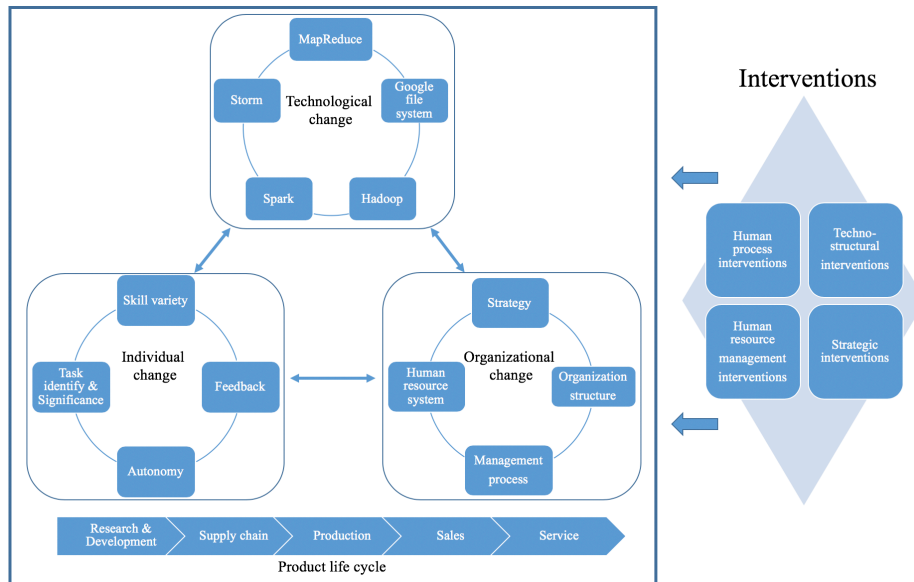 MapReduce
Storm
Technological
change
Google
file
system
Spark
Hadoop
Skill variety
Task
identify &
Significance
Individual
change
Feedback
Autonomy
Strategy
Human
resource
system
Organizational
change
Organization
structure
Management
process
Research &
Development
Supply chain
Production
Sales
Service
Product life cycle
Interventions
Human
process
interventions
Techno-
structural
interventions
Human
resource
management
interventions
Strategic
interventions